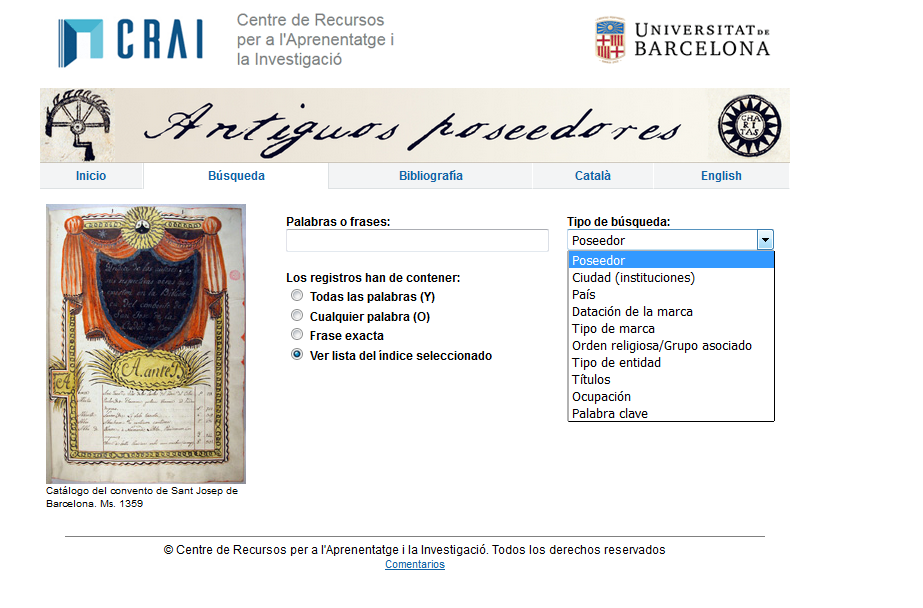 CRAI
Centre de Recursos
per a l'Aprenentatge i
la Investigació
UNIVERSITAT DE
BARCELONA
Antiguos poseedores
CHA
RI
TAS
Inicio
Búsqueda
Bibliografía
Català
English
Palabras o frases:
Los registros han de contener:
Todas las palabras (Y)
Cualquier palabra (O)
Frase exacta
Ver lista del índice seleccionado
Tipo de búsqueda:
Poseedor
Poseedor
Ciudad (instituciones)
País
Datación de la marca
Tipo de marca
Orden religiosa/Grupo asociado
Tipo de entidad
Títulos
Ocupación
Palabra clave
A
A.ante B.
Catálogo del convento de Sant Josep de
Barcelona. Ms. 1359
© Centre de Recursos per a l'Aprenentatge i la Investigació. Todos los derechos reservados
Comentarios